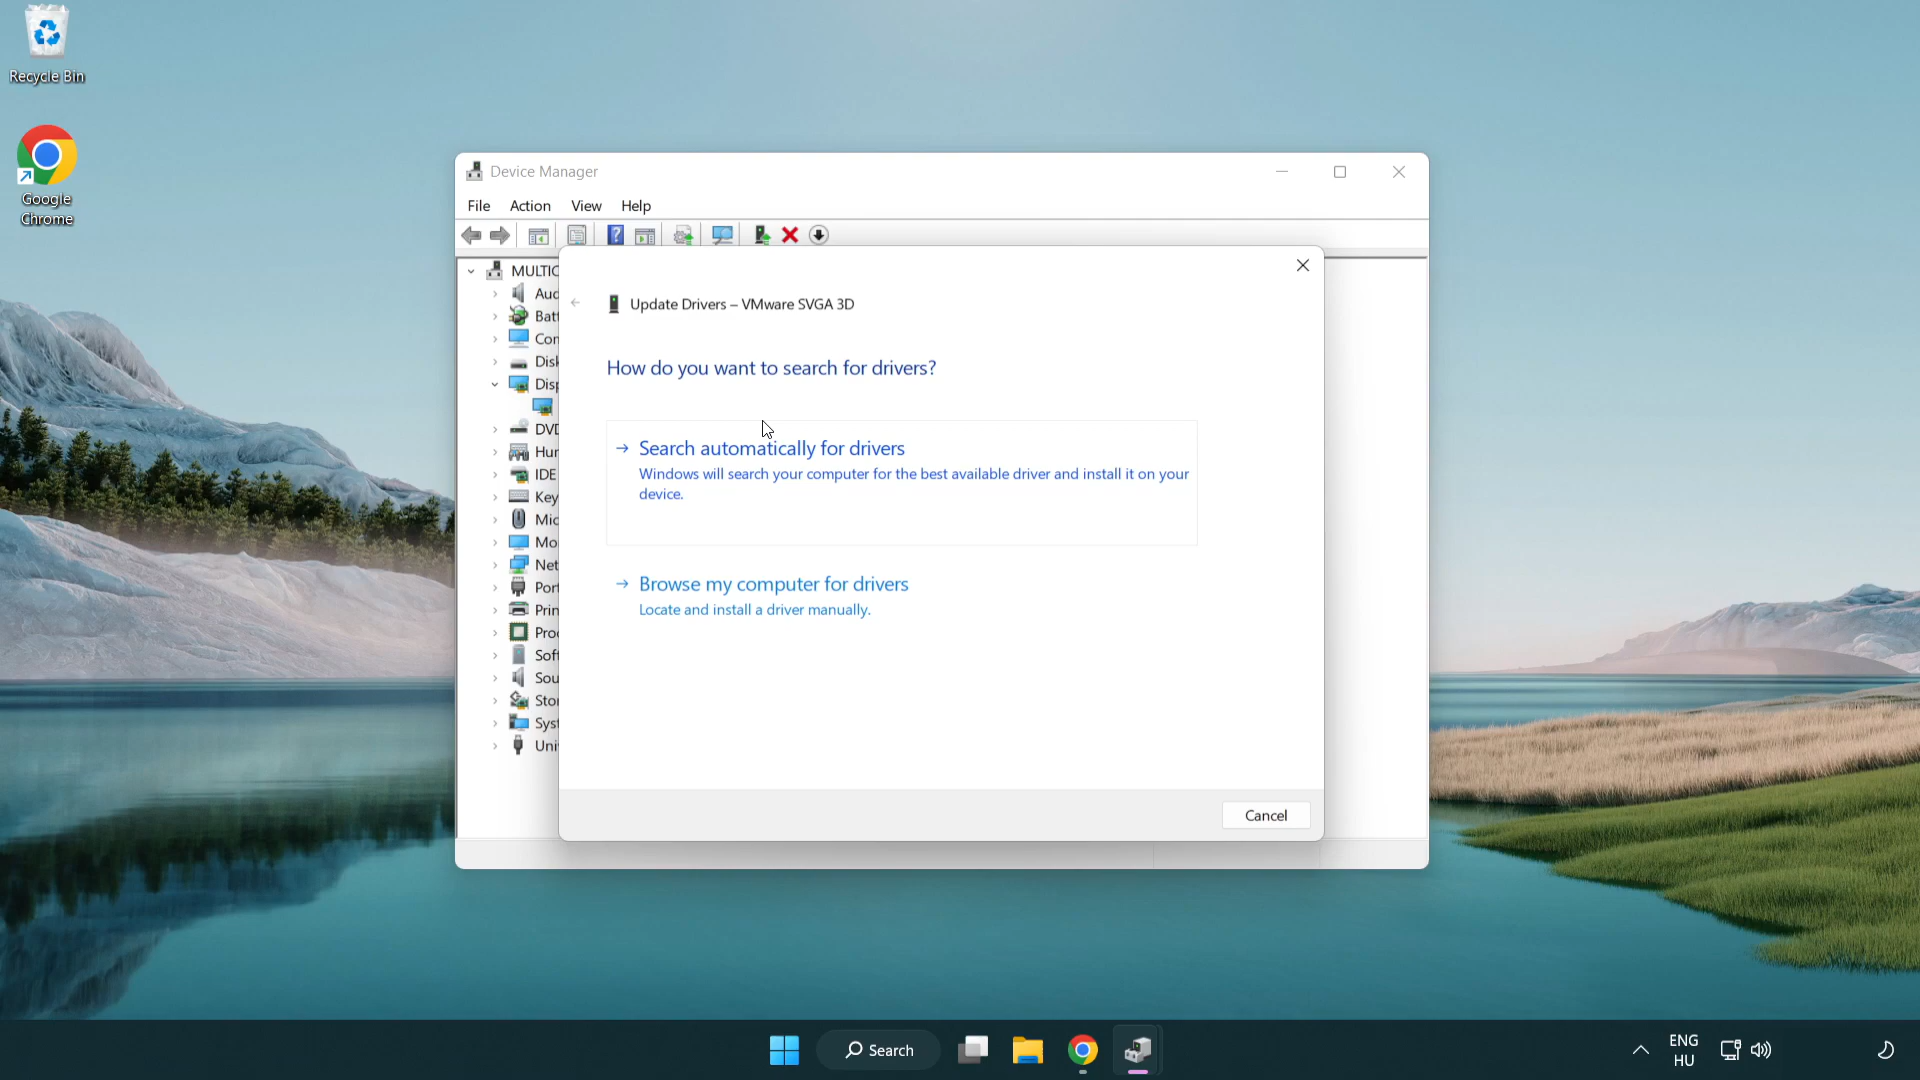 Recycle Bin
Google
Chrome
Device Manager
File Action View Help
MULTIC
Aud
Batt
Con
Disk
Disp
DVD
Hur
IDE
Key
Mic
Mo
Net
Port
Prin
Proc
Soft
Sou
Stor
Syst
Uni
Update Drivers – VMware SVGA 3D
How do you want to search for drivers?
Search automatically for drivers
Windows will search your computer for the best available driver and install it on your
device.
Browse my computer for drivers
Locate and install a driver manually.
Cancel
Search
ENG
HU